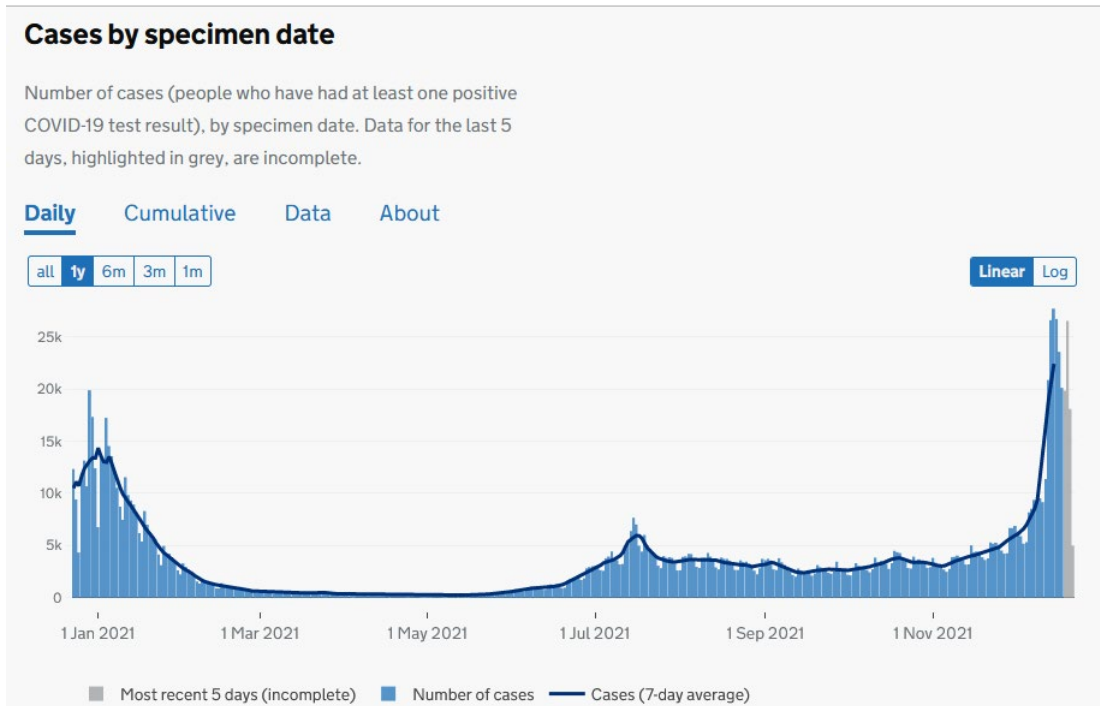 Cases by specimen date
Number of cases (people who have had at least one positive
COVID-19 test result), by specimen date. Data for the last 5
days, highlighted in grey, are incomplete.
Daily Cumulative Data About
all 1y 6m 3m 1m Linear Log
25k
20k
15k
10k
5k
0
1 Jan 2021 1 Mar 2021 1 May 2021 1 Jul 2021 1 Sep 2021 1 Nov 2021
Most recent 5 days (incomplete) Number of cases Cases (7-day average)